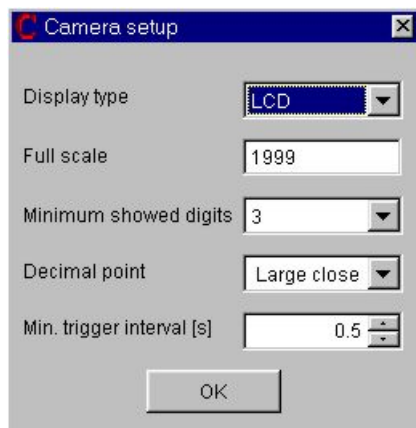 C Camera setup
Display type LCD
Full scale 1999
Minimum showed digits 3
Decimal point Large close
Min. trigger interval [s] 0.5
OK